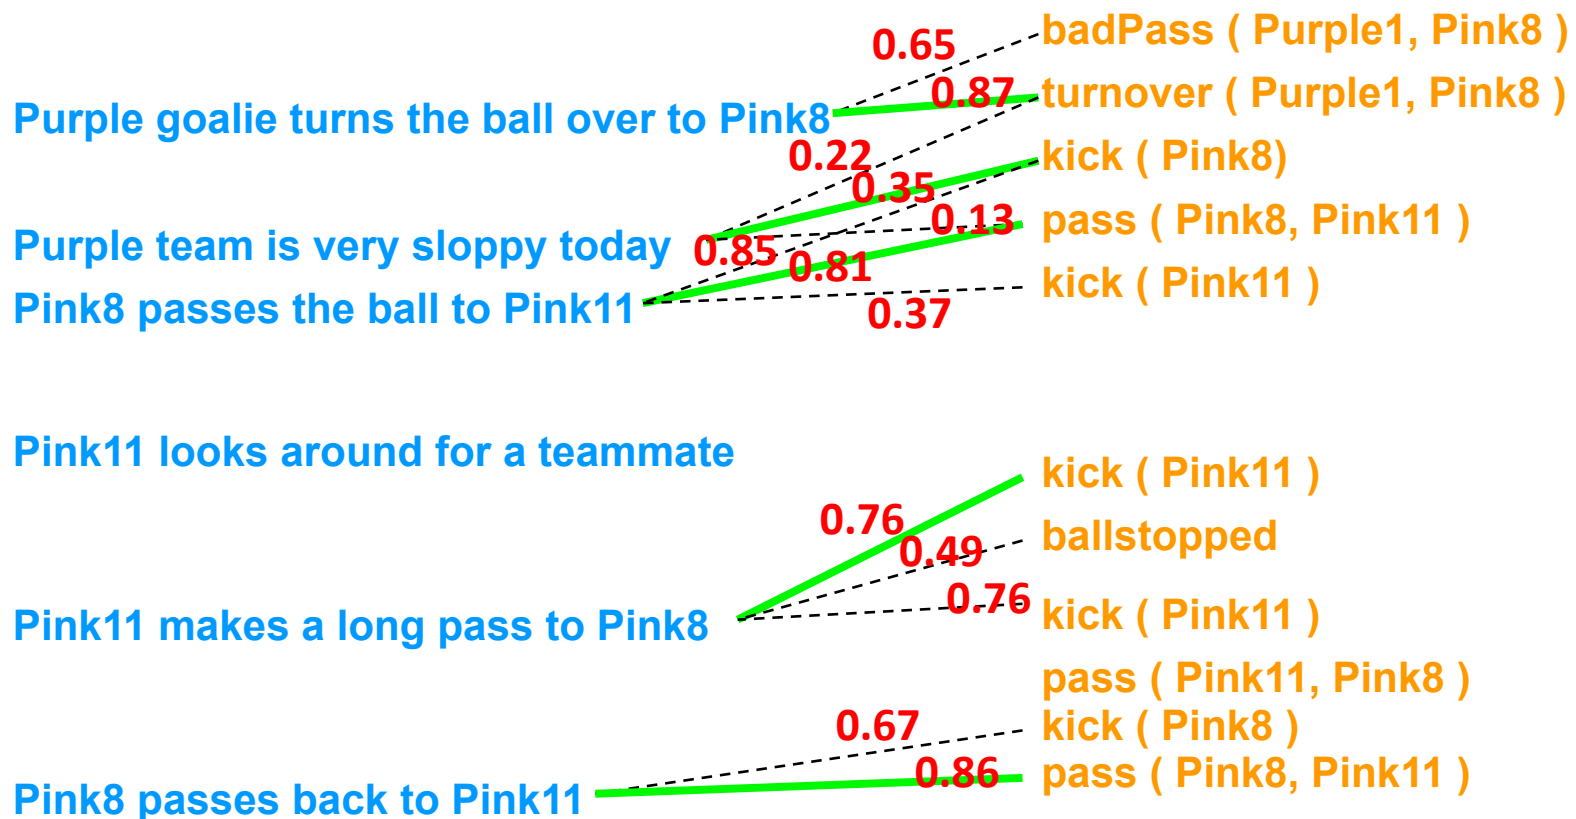 badPass ( Purple1, Pink8 )
0.65
Purple goalie turns the ball over to Pink8
0.87
turnover ( Purple1, Pink8 )
0.22
kick ( Pink8)
0.35
Purple team is very sloppy today
0.85
0.13
pass ( Pink8, Pink11 )
0.81
Pink8 passes the ball to Pink11
0.37
kick ( Pink11 )
Pink11 looks around for a teammate
kick ( Pink11 )
0.76
0.49
ballstopped
0.76
Pink11 makes a long pass to Pink8
kick ( Pink11 )
pass ( Pink11, Pink8 )
0.67
kick ( Pink8 )
0.86
pass ( Pink8, Pink11 )
Pink8 passes back to Pink11